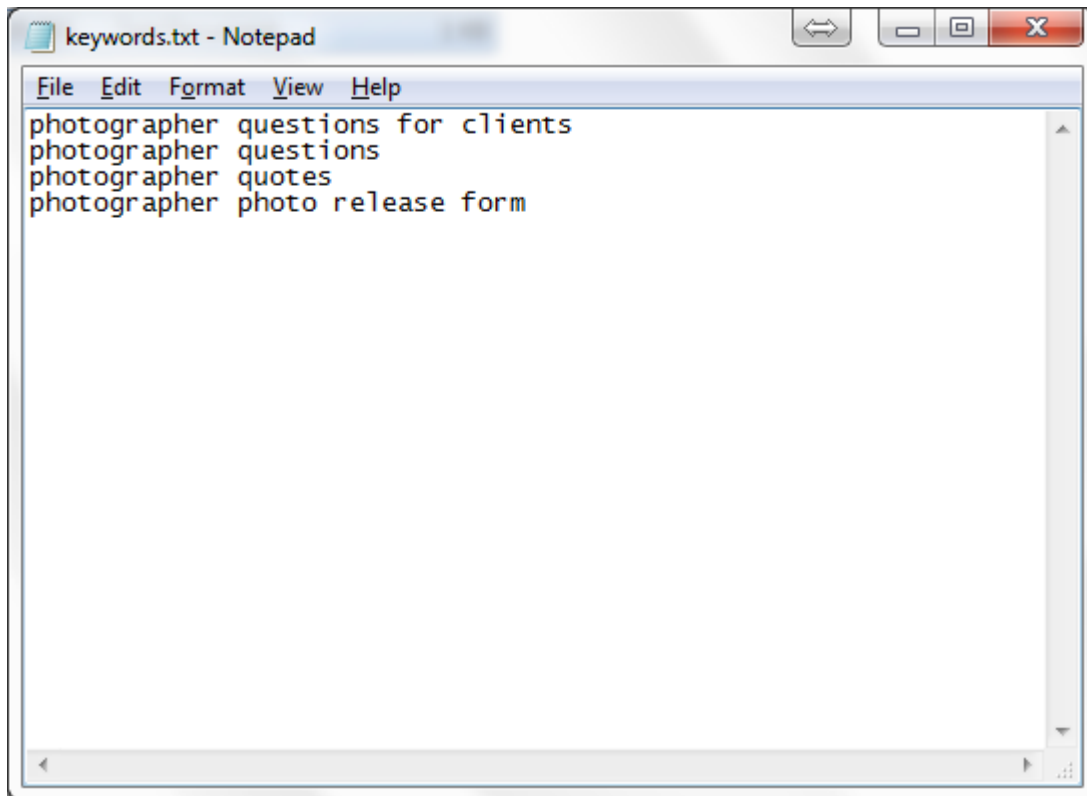 keywords.txt - Notepad
File Edit Format View Help
photographer questions for clients
photographer questions
photographer quotes
photographer photo release form